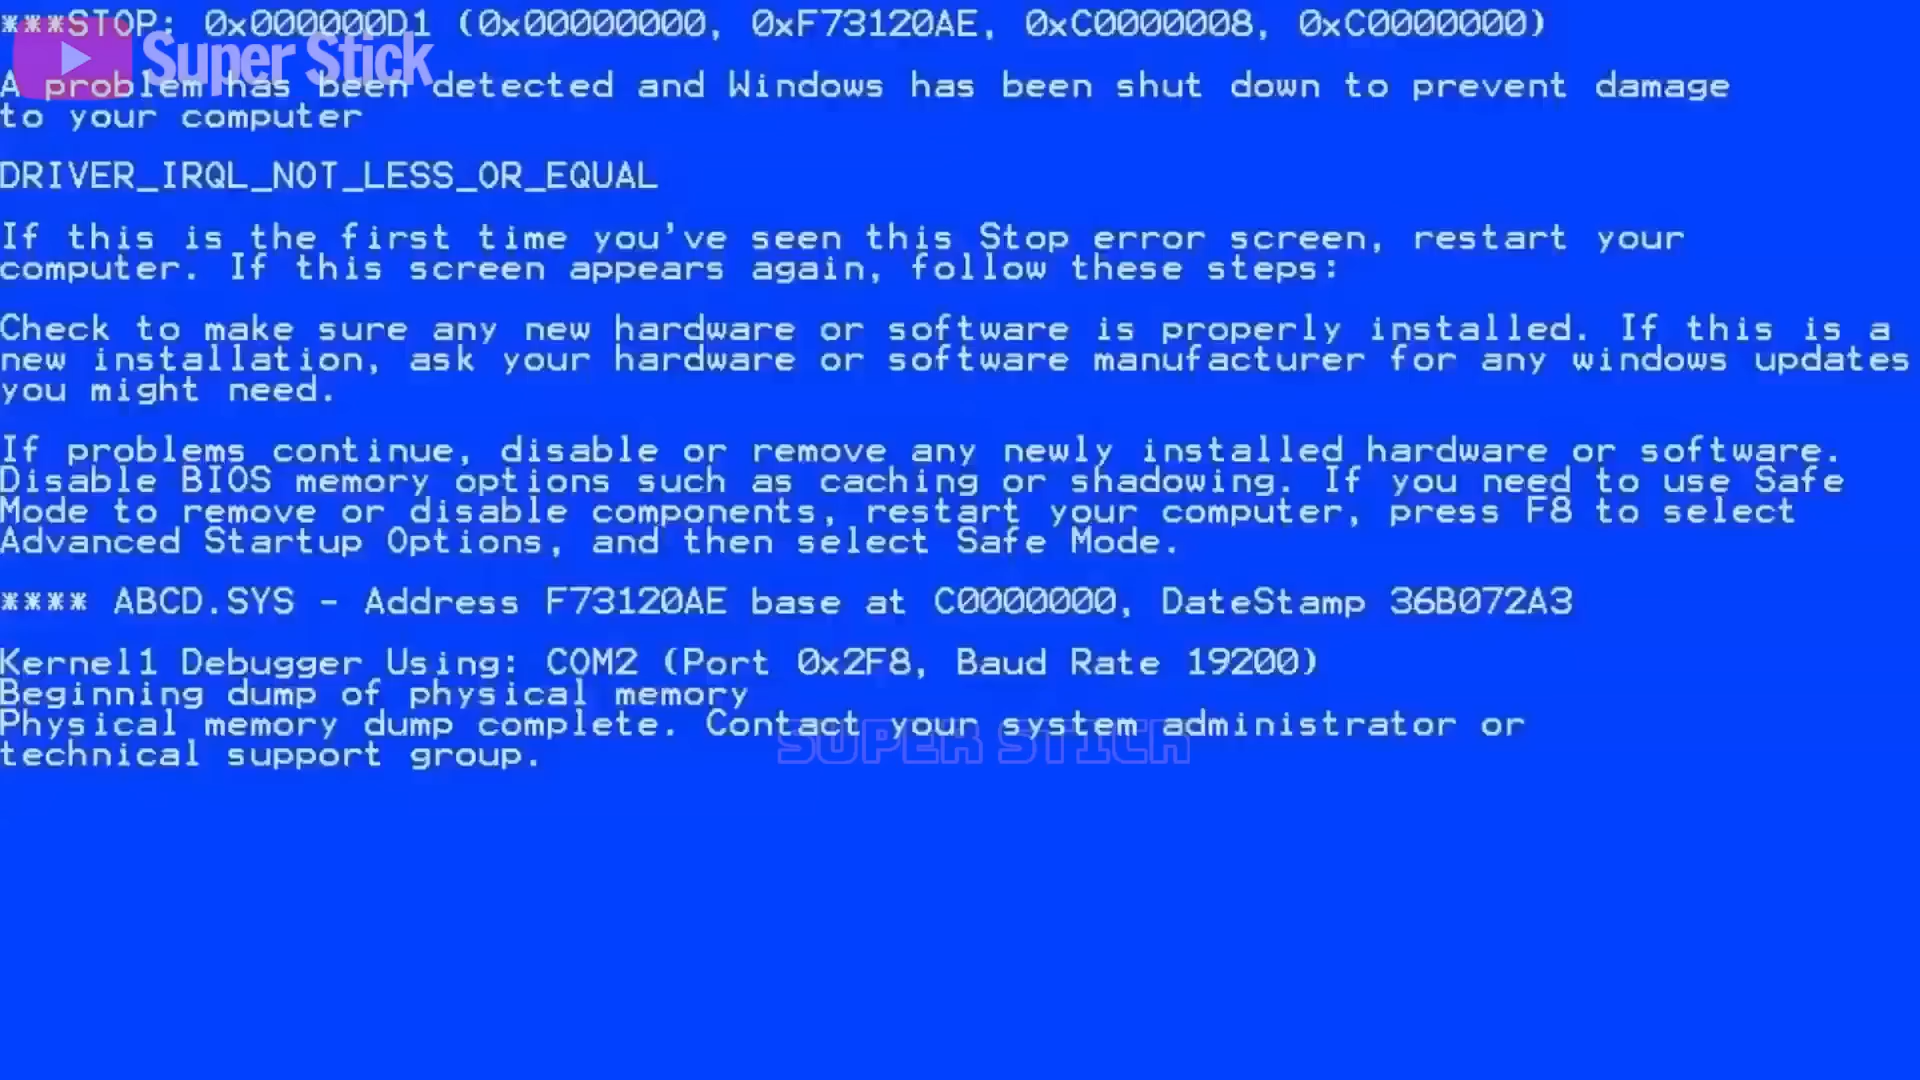 ***STOP: 0x000000D1 (0x00000000, 0xF73120AE, 0xC0000008, 0xC0000000)
Super Stick
A problem has been detected and Windows has been shut down to prevent damage
to your computer
DRIVER_IRQL_NOT_LESS_OR_EQUAL
If this is the first time you've seen this Stop error screen, restart your
computer. If this screen appears again, follow these steps:
Check to make sure any new hardware or software is properly installed. If this is a
new installation, ask your hardware or software manufacturer for any windows updates
you might need.
If problems continue, disable or remove any newly installed hardware or software.
Disable BIOS memory options such as caching or shadowing. If you need to use Safe
Mode to remove or disable components, restart your computer, press F8 to select
Advanced Startup Options, and then select Safe Mode.
**** ABCD.SYS - Address F73120AE base at C0000000, DateStamp 36B072A3
Kernel1 Debugger Using: COM2 (Port 0x2F8, Baud Rate 19200)
Beginning dump of physical memory
Physical memory dump complete. Contact your system administrator or
SUPER STICK
technical support group.